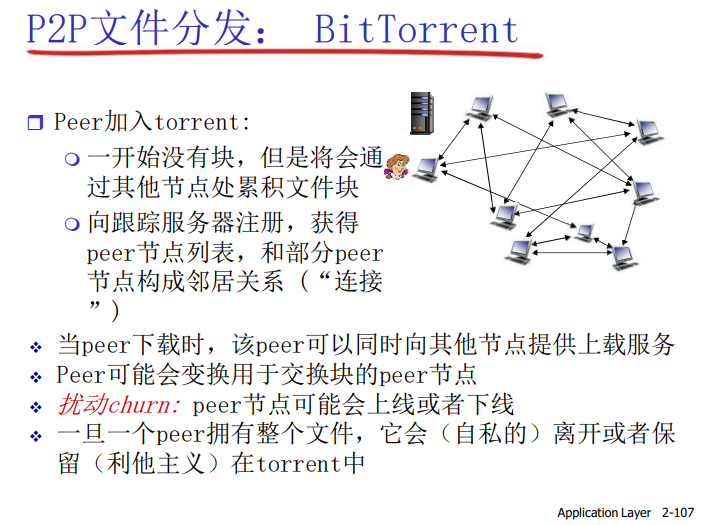 P2P文件分发： BitTorrent
Peer加入torrent:
一开始没有块，但是将会通
过其他节点处累积文件块
向跟踪服务器注册，获得
peer节点列表，和部分peer
节点构成邻居关系 (“连接
”)
当peer下载时，该peer可以同时向其他节点提供上载服务
Peer可能会变换用于交换块的peer节点
扰动churn: peer节点可能会上线或者下线
一旦一个peer拥有整个文件，它会（自私的）离开或者保
留（利他主义）在torrent中
Application Layer 2-107